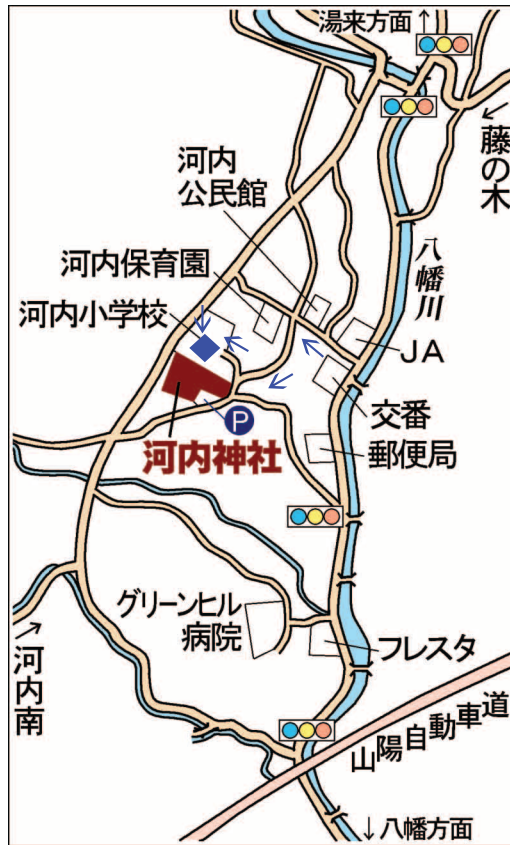 湯来方面↑
藤の木
河内
公民館
八幡川
河内保育園
河内小学校
JA
交番
P
郵便局
河内神社
グリーンヒル
病院
フレスタ
河内南
山陽自動車道
↓八幡方面